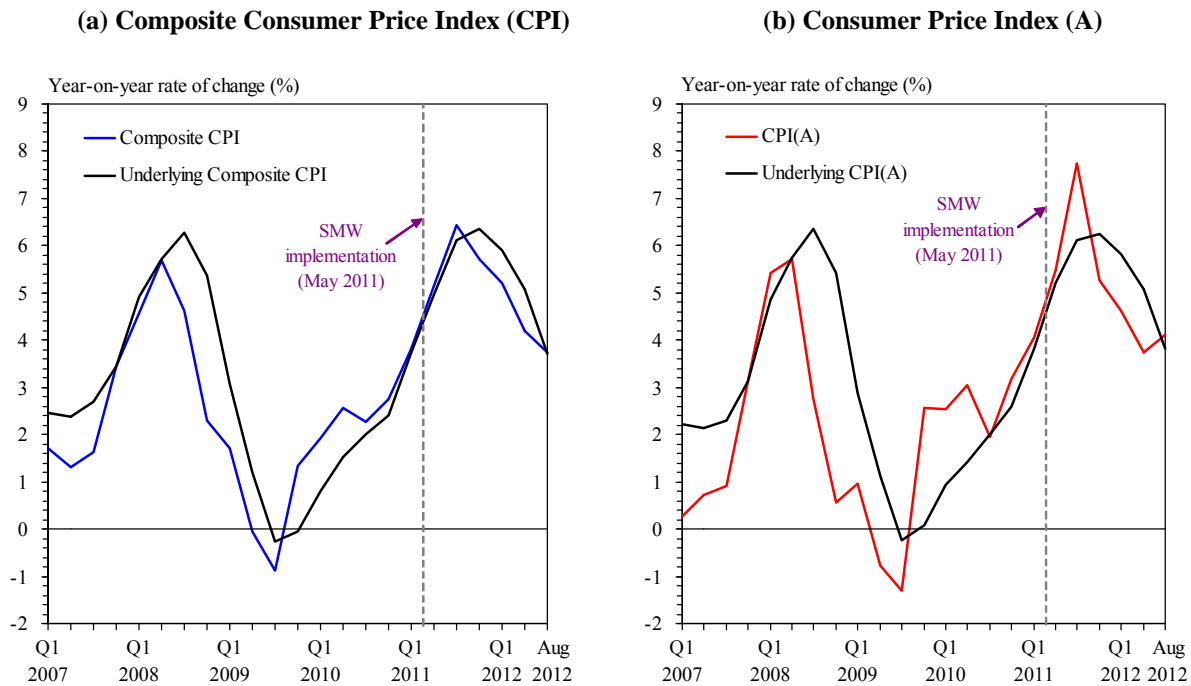 (a) Composite Consumer Price Index (CPI)
Year-on-year rate of change (%)
9
8
7
6
5
4
3
2
1
0
-1
-2
Composite CPI
Underlying Composite CPI
SMW
implementation
(May 2011)
Q1 Q1 Q1 Q1 Q1 Q1 Aug
2007 2008 2009 2010 2011 2012 2012
(b) Consumer Price Index (A)
Year-on-year rate of change (%)
9
8
7
6
5
4
3
2
1
0
-1
-2
CPI(A)
Underlying CPI(A)
SMW
implementation
(May 2011)
Q1 Q1 Q1 Q1 Q1 Q1 Aug
2007 2008 2009 2010 2011 2012 2012